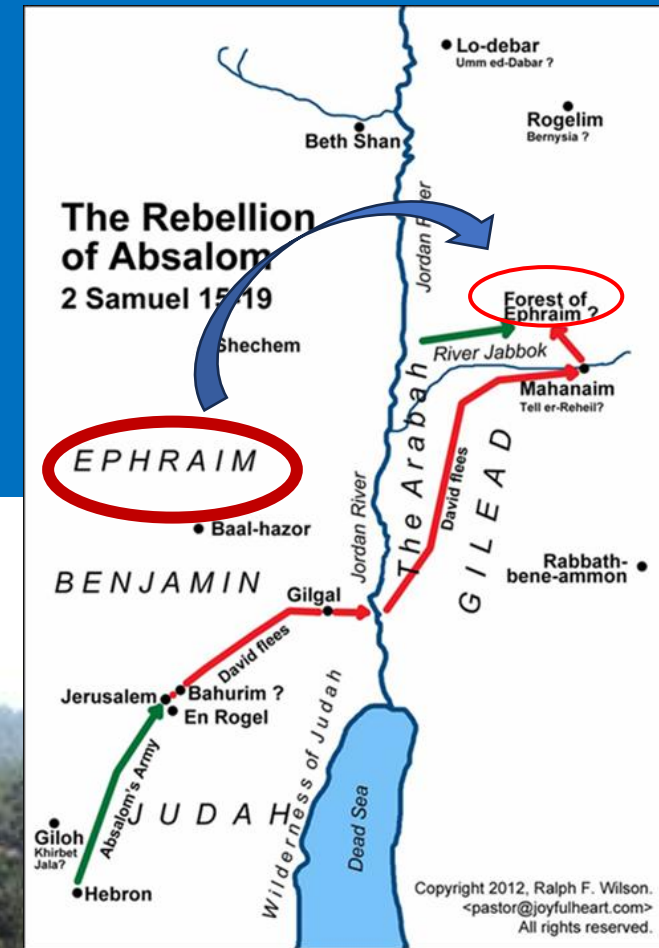 Lo-debar
Umm ed-Dabar ?
Rogelim
Bernysia ?
Beth Shan
The Rebellion
of Absalom
2 Samuel 15-19
Jordan River
Forest of
Ephraim ?
Shechem
River Jabbok
Mahanaim
Tell er-Reheil?
EPHRAIM
The Arabah
David flees
GILEAD
Baal-hazor
Jordan River
Rabbath-
bene-ammon
BENJAMIN
Gilgal
David flees
Jerusalem
Bahurim ?
En Rogel
Wilderness of Judah
Absalom's Army
JUDAH
Dead Sea
Giloh
Khirbet
Jala?
Hebron
Copyright 2012, Ralph F. Wilson.
<pastor@joyfulheart.com>
All rights reserved.